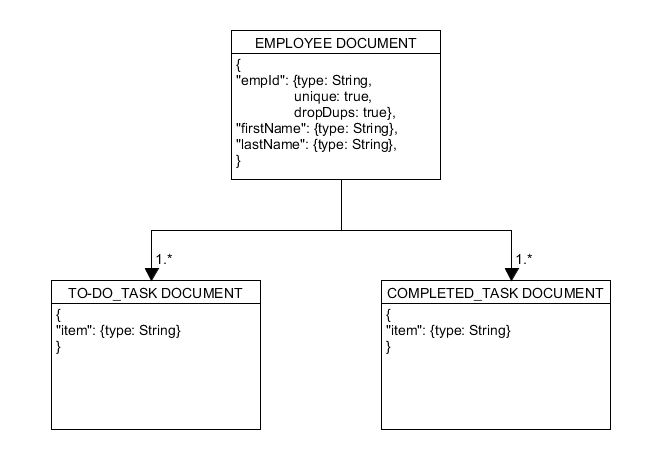 EMPLOYEE DOCUMENT
{
"empId": {type: String,
unique: true,
dropDups: true},
"firstName": {type: String},
"lastName": {type: String},
}
1.*
1.*
TO-DO_TASK DOCUMENT
{
"item": {type: String}
}
COMPLETED_TASK DOCUMENT
{
"item": {type: String}
}